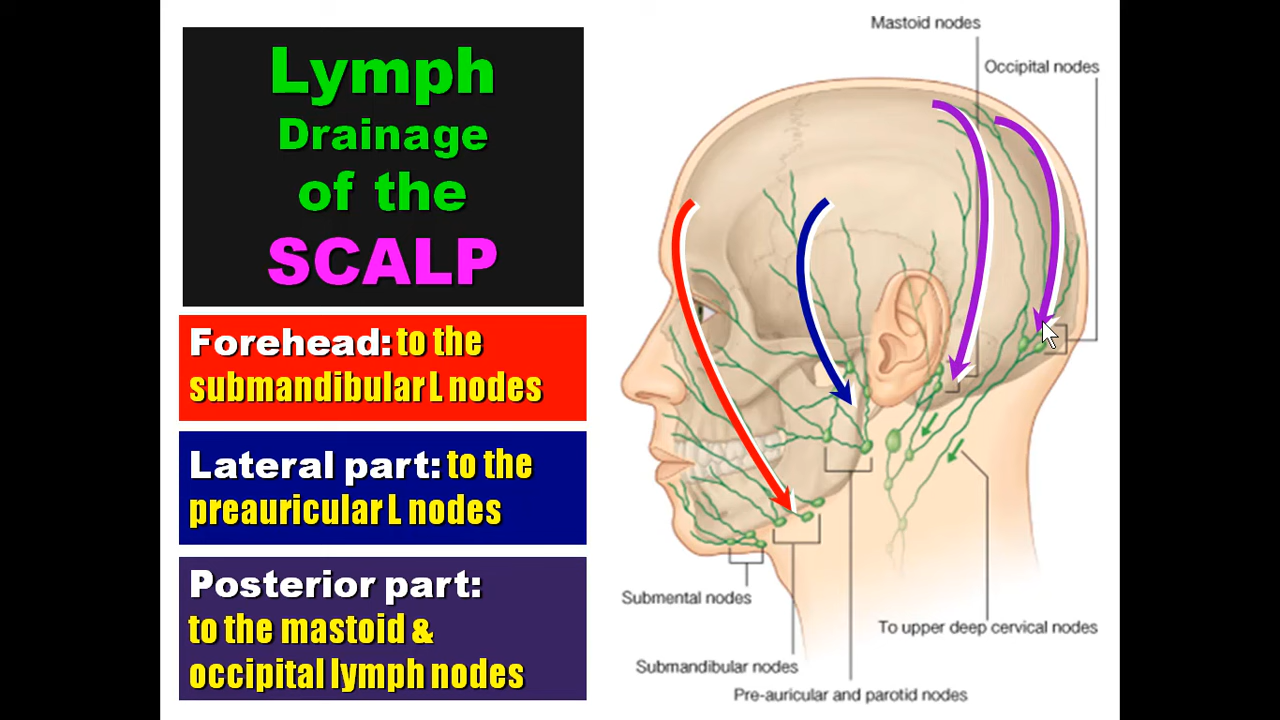 Lymph
Drainage
of the
SCALP
Forehead: to the
submandibular L nodes
Lateral part: to the
preauricular L nodes
Posterior part:
to the mastoid &
occipital lymph nodes
Mastoid nodes
Occipital nodes
Submental nodes
To upper deep cervical nodes
Submandibular nodes
Pre-auricular and parotid nodes